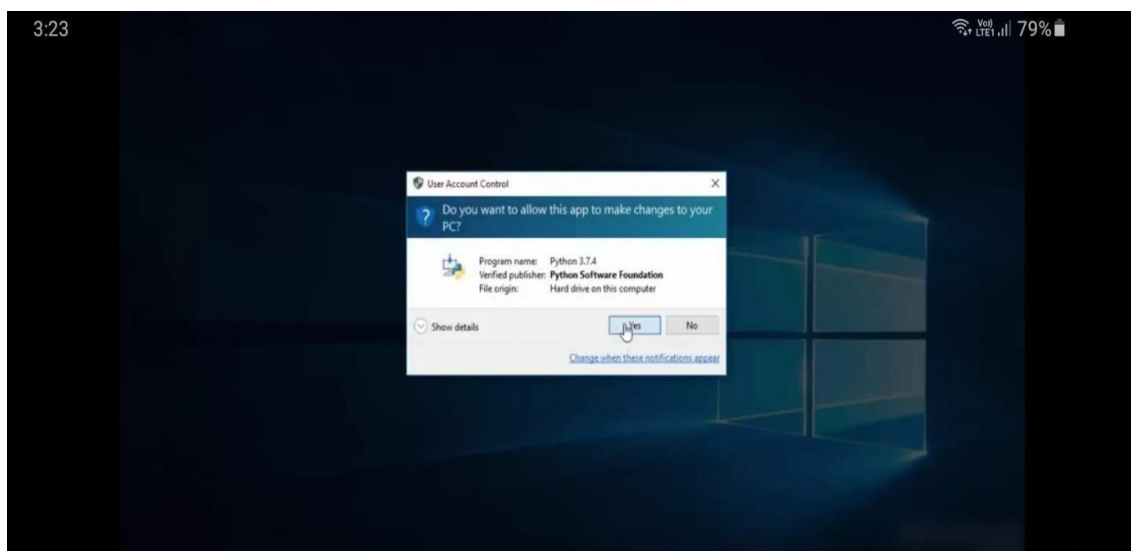 3:23
Vo))
LTE1 79%
User Account Control
Do you want to allow this app to make changes to your
PC?
Program name: Python 3.7.4
Verified publisher: Python Software Foundation
File origin: Hard drive on this computer
Show details
Yes
No
Change when these notifications appear